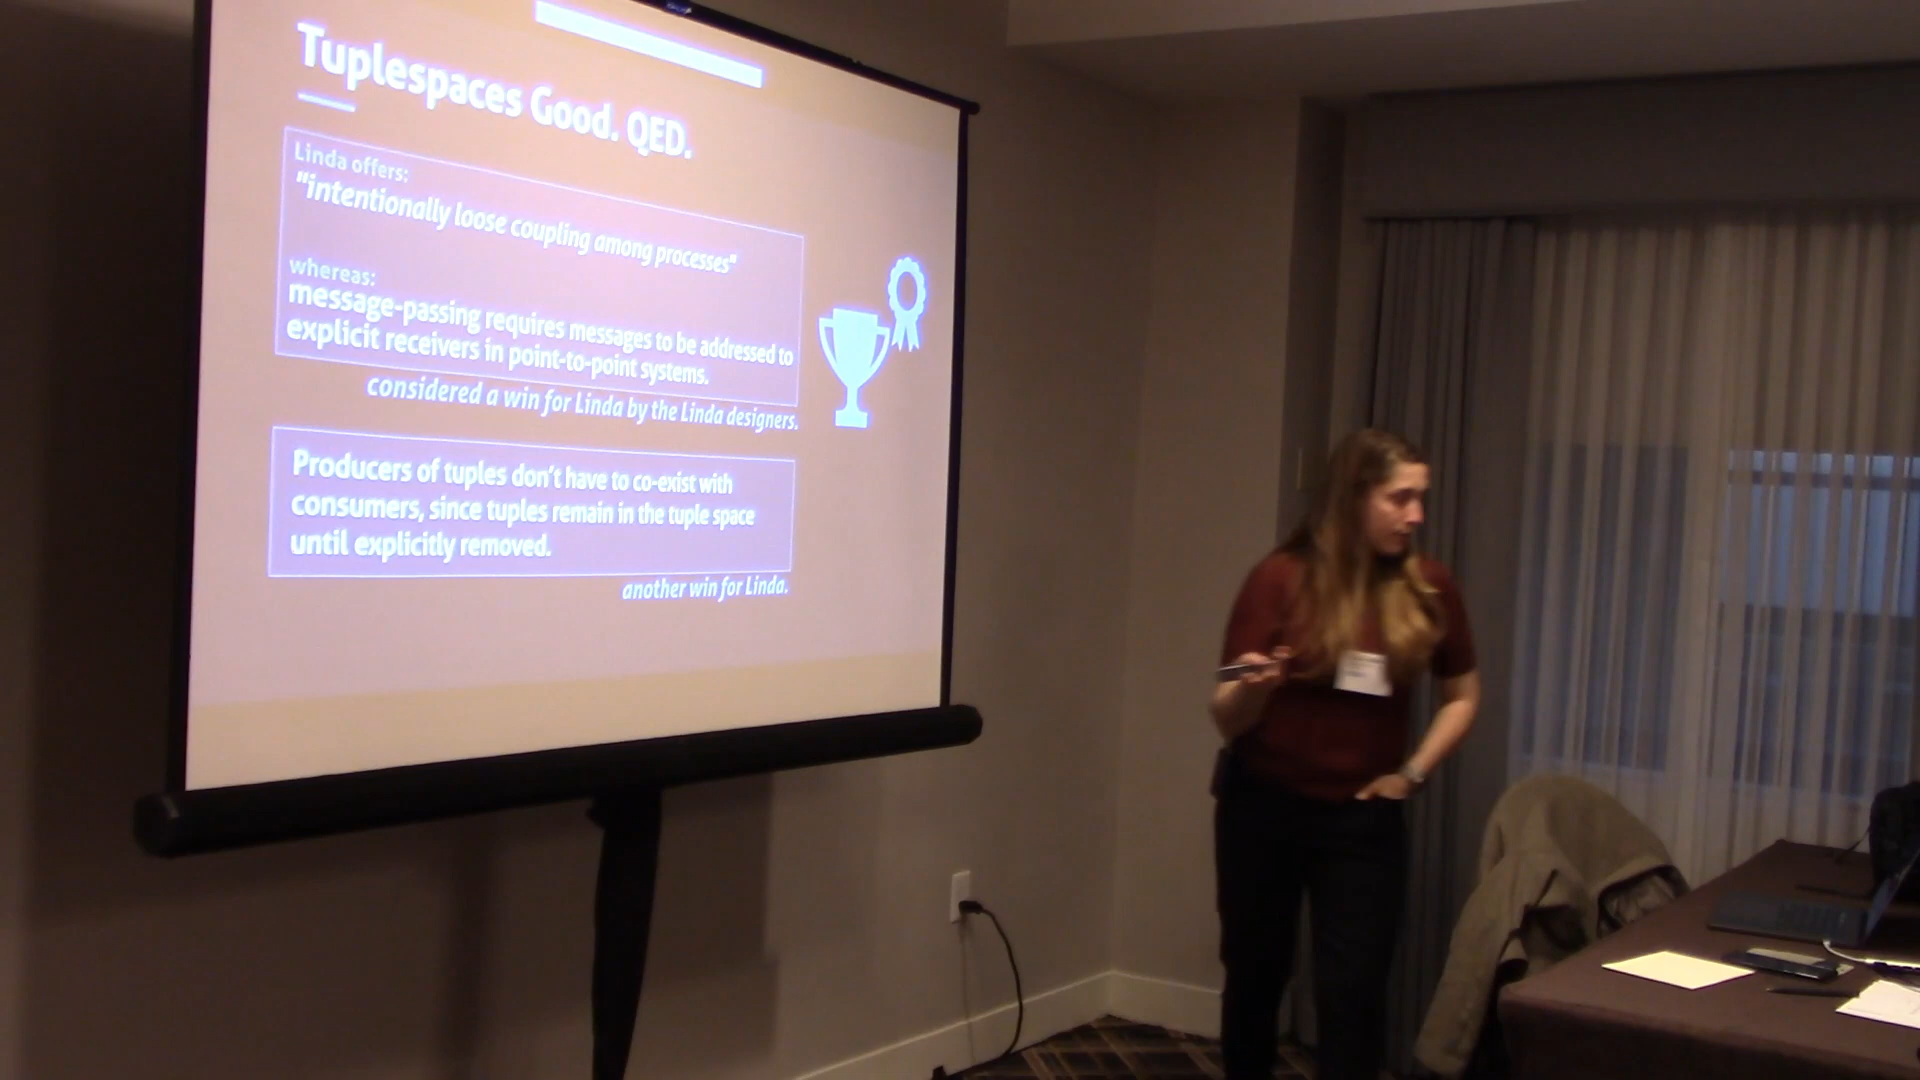 Tuplespaces Good. QED.
Linda offers:
"intentionally loose coupling among processes"
whereas:
message-passing requires messages to be addressed to
explicit receivers in point-to-point systems.
considered a win for Linda by the Linda designers.
Producers of tuples don't have to co-exist with
consumers, since tuples remain in the tuple space
until explicitly removed.
another win for Linda.